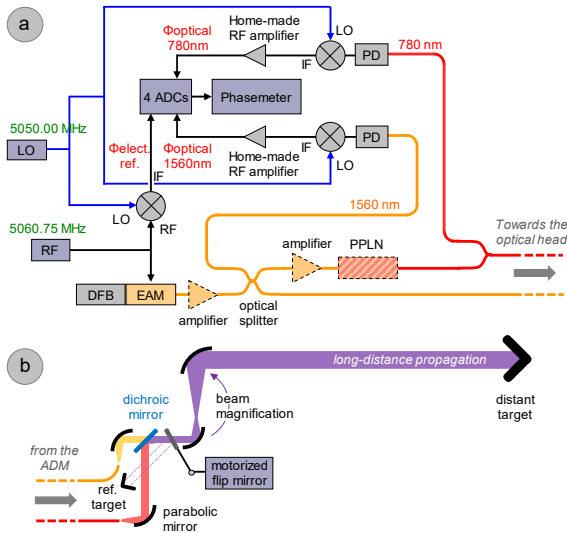 a
Φoptical
780nm
Home-made
RF amplifier
LO
IF
PD
780 nm
4 ADCs
Phasemeter
5050.00 MHz
LO
Φelect.
ref.
IF
Φoptical
1560nm
Home-made
RF amplifier
IF
LO
PD
1560 nm
LO
RF
5060.75 MHz
RF
DFB
EAM
amplifier
optical
splitter
amplifier
PPLN
Towards the
optical head
b
long-distance propagation
distant
target
beam
magnification
dichroic
mirror
from the
ADM
ref.
target
parabolic
mirror
motorized
flip mirror